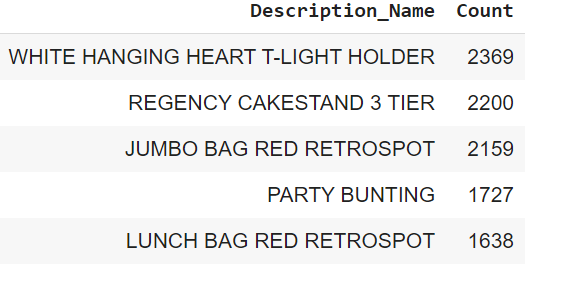 Description_Name Count
WHITE HANGING HEART T-LIGHT HOLDER 2369
REGENCY CAKESTAND 3 TIER 2200
JUMBO BAG RED RETROSPOT 2159
PARTY BUNTING 1727
LUNCH BAG RED RETROSPOT 1638